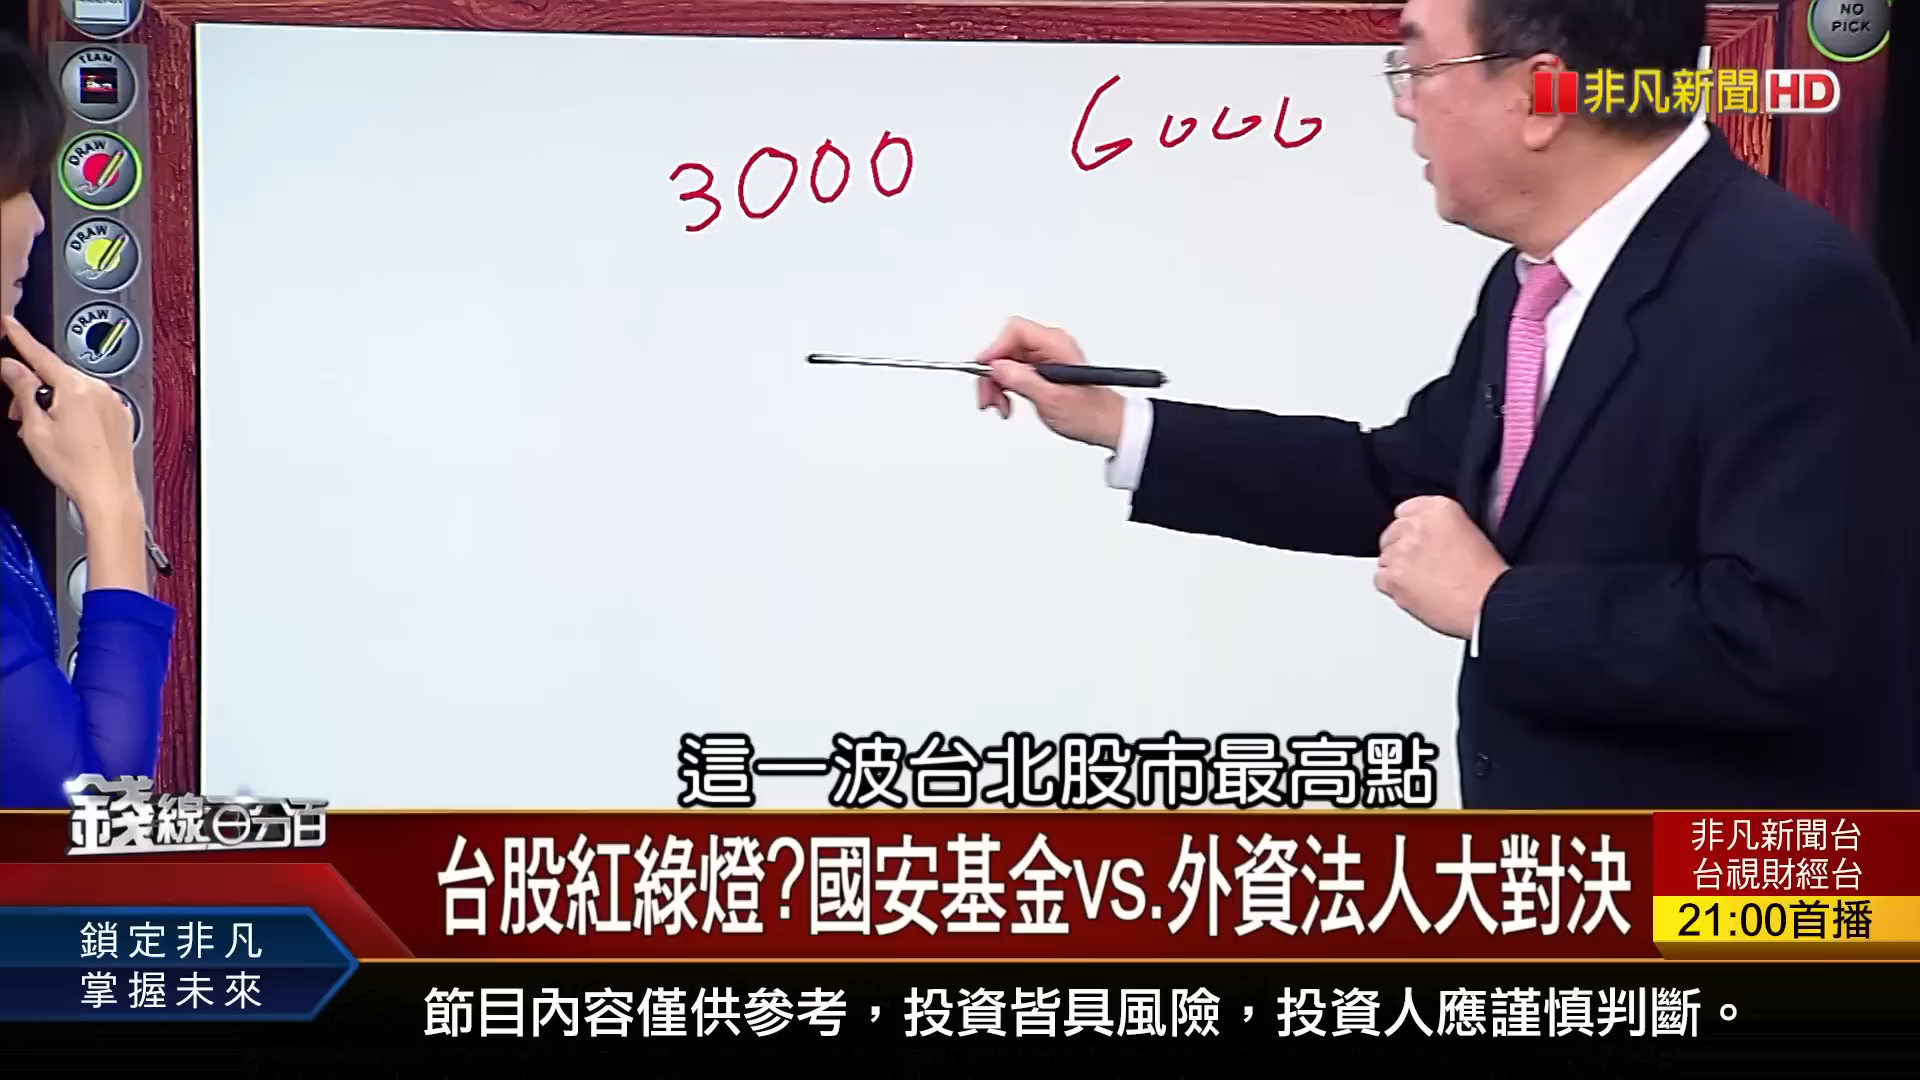 NO
PICK
TEAM
非凡新聞HD
3000 6000
DRAW
DRAW
DRAW
這一波台北股市最高點
錢線百分百
台股紅綠燈?國安基金vs.外資法人大對決
非凡新聞台
台視財經台
21:00首播
鎖定非凡
掌握未來
節目內容僅供參考，投資皆具風險，投資人應謹慎判斷。